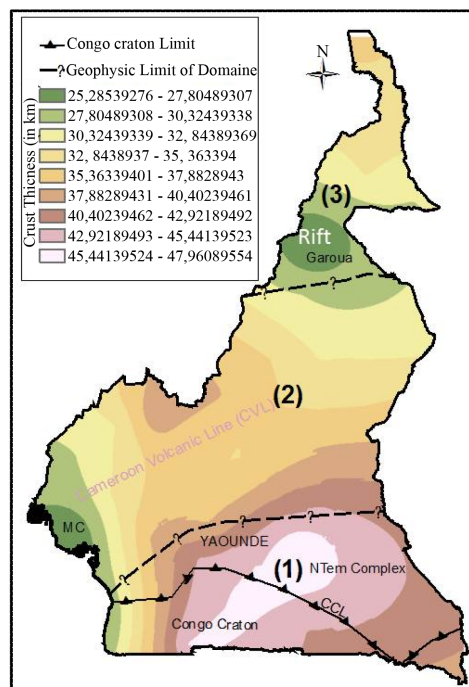 Congo craton Limit
Geophysic Limit of Domaine
Crust Thicness (in km)
25,28539276 - 27,80489307
27,80489308 - 30,32439338
30,32439339 - 32, 84389369
32, 8438937 - 35, 363394
35,36339401 - 37,8828943
37,88289431 - 40,40239461
40,40239462 - 42,92189492
42,92189493 - 45,44139523
45,44139524 - 47,96089554
N
(3)
Rift
Garoua
? ? ?
(2)
Cameroon Volcanic Line (CVL)
MC
? ? ? ? ?
YAOUNDE
(1)
NTem Complex
CCL
Congo Craton